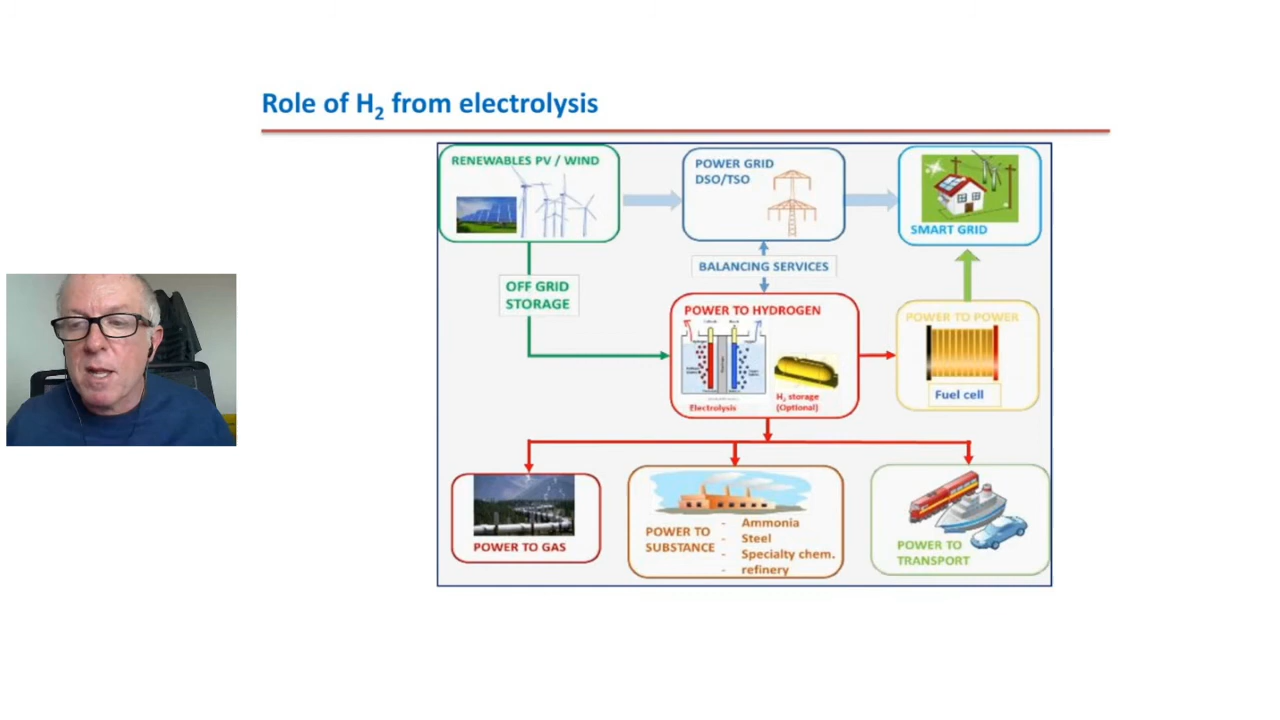 Role of H₂ from electrolysis
RENEWABLES PV / WIND
POWER GRID
DSO/TSO
SMART GRID
OFF GRID
STORAGE
BALANCING SERVICES
POWER TO HYDROGEN
Electrolysis
H₂ storage
(Optional)
POWER TO POWER
Fuel cell
POWER TO GAS
POWER TO
SUBSTANCE
- Ammonia
- Steel
- Specialty chem.
- refinery
POWER TO
TRANSPORT